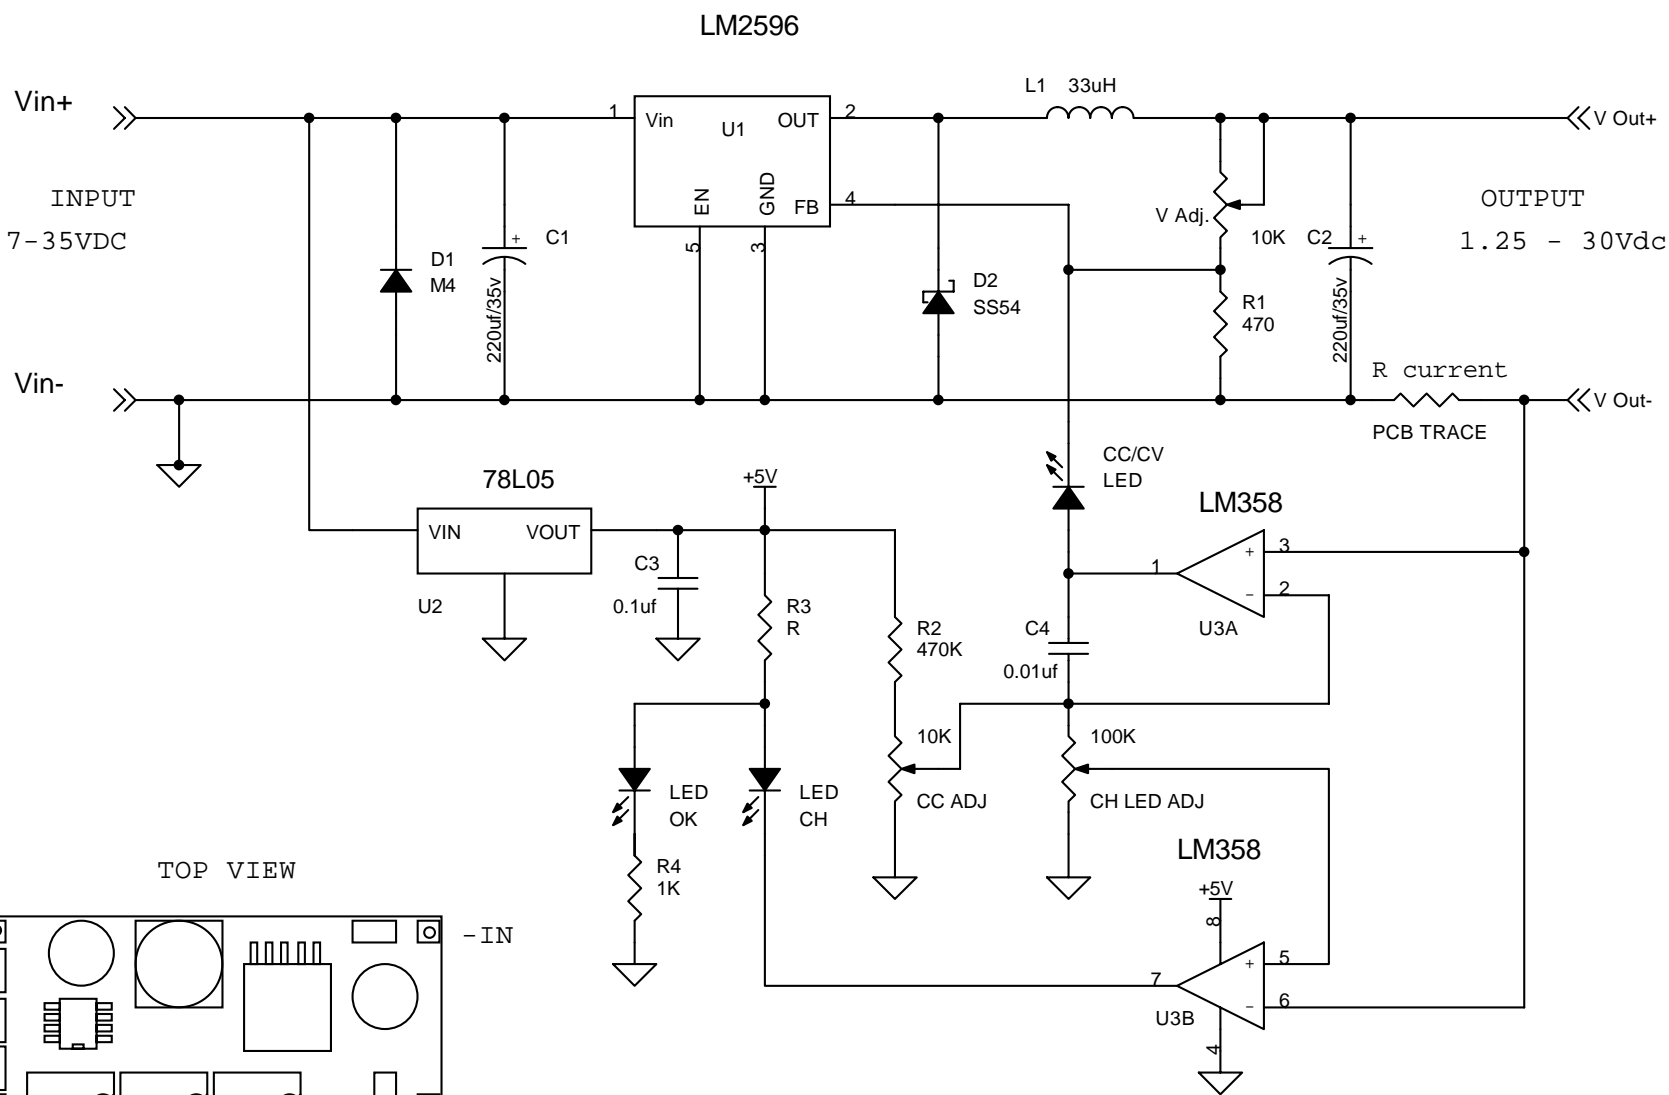 LM2596
L1 33uH
Vin+
1
Vin
U1
OUT
2
V Out+
INPUT
7-35VDC
EN
GND
FB
4
5
3
V Adj.
10K
OUTPUT
1.25 - 30Vdc
D1
M4
+
C1
220uf/35v
D2
SS54
R1
470
C2
+
220uf/35v
R current
Vin-
V Out-
PCB TRACE
78L05
+5V
CC/CV
LED
LM358
VIN
VOUT
U2
C3
0.1uf
R3
R
R2
470K
C4
0.01uf
1
+
3
-
2
U3A
10K
CC ADJ
100K
CH LED ADJ
LED
OK
LED
CH
R4
1K
LM358
+5V
8
+
5
7
-
6
U3B
4
TOP VIEW
-IN